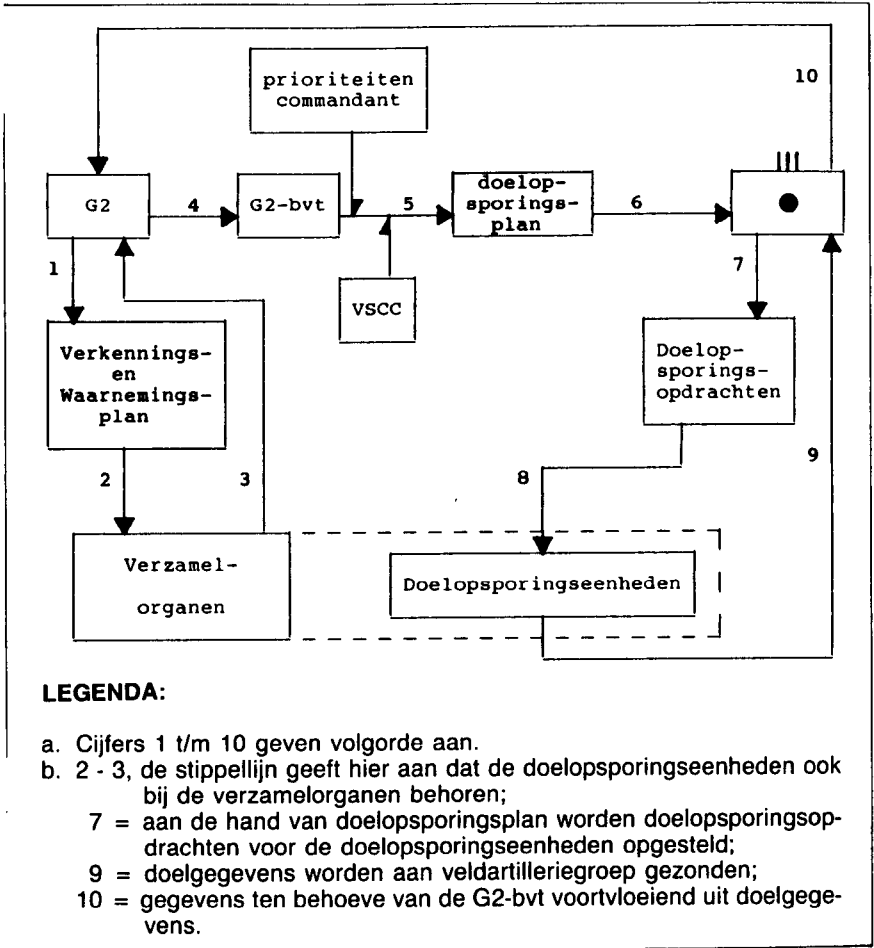 10
prioriteiten
commandant
G2
4
G2-bvt
5
doelop-
sporings-
plan
6
1
7
VSCC
Verkennings-
en
Waarnemings-
plan
Doelop-
sporings-
opdrachten
2
3
8
9
Verzamel-
organen
Doelopsporingseenheden
LEGENDA:
a. Cijfers 1 t/m 10 geven volgorde aan.
b. 2 - 3, de stippellijn geeft hier aan dat de doelopsporingseenheden ook
bij de verzamelorganen behoren;
7 = aan de hand van doelopsporingsplan worden doelopsporingsop-
drachten voor de doelopsporingseenheden opgesteld;
9 = doelgegevens worden aan veldartilleriegroep gezonden;
10 = gegevens ten behoeve van de G2-bvt voortvloeiend uit doelgege-
vens.